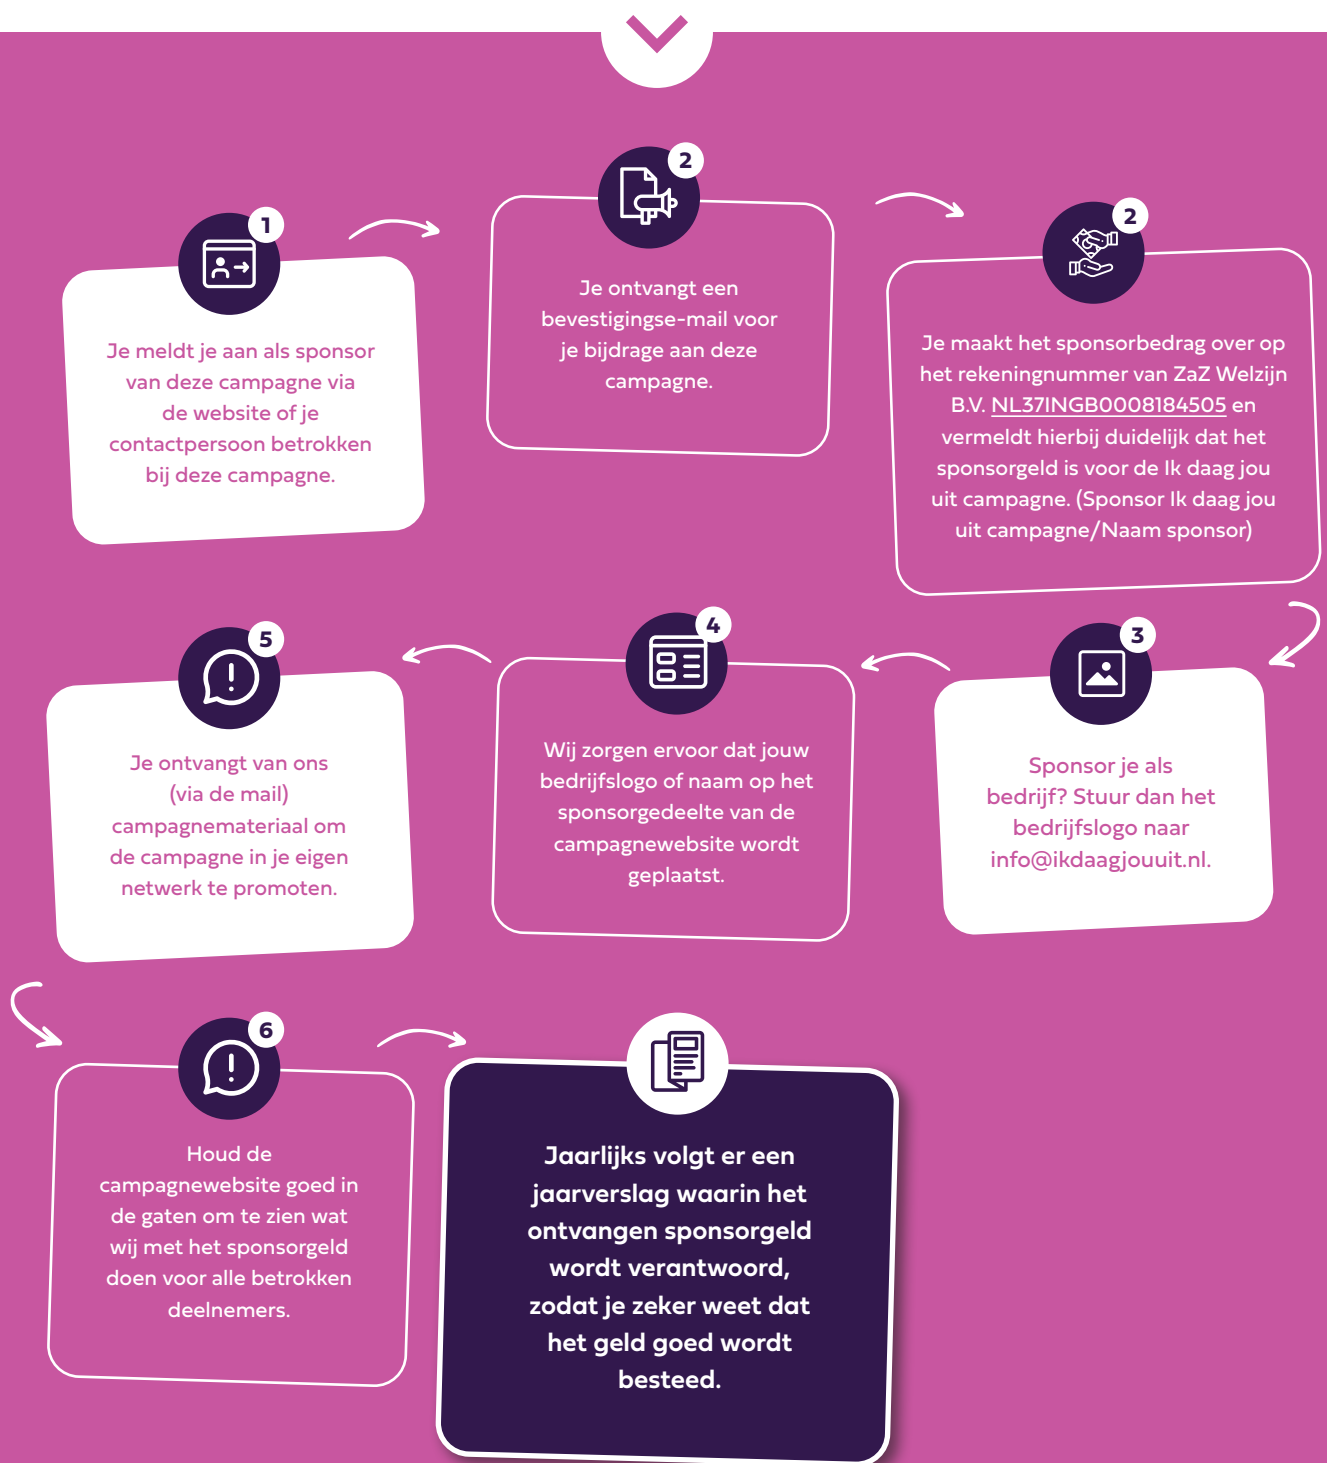 1
Je meldt je aan als sponsor
van deze campagne via
de website of je
contactpersoon betrokken
bij deze campagne.
2
Je ontvangt een
bevestigingse-mail voor
je bijdrage aan deze
campagne.
2
Je maakt het sponsorbedrag over op
het rekeningnummer van ZaZ Welzijn
B.V. NL37INGB0008184505 en
vermeldt hierbij duidelijk dat het
sponsorgeld is voor de Ik daag jou
uit campagne. (Sponsor Ik daag jou
uit campagne/Naam sponsor)
3
Sponsor je als
bedrijf? Stuur dan het
bedrijfslogo naar
info@ikdaagjouuit.nl.
4
Wij zorgen ervoor dat jouw
bedrijfslogo of naam op het
sponsorgedeelte van de
campagnewebsite wordt
geplaatst.
5
Je ontvangt van ons
(via de mail)
campagnemateriaal om
de campagne in je eigen
netwerk te promoten.
6
Houd de
campagnewebsite goed in
de gaten om te zien wat
wij met het sponsorgeld
doen voor alle betrokken
deelnemers.
Jaarlijks volgt er een
jaarverslag waarin het
ontvangen sponsorgeld
wordt verantwoord,
zodat je zeker weet dat
het geld goed wordt
besteed.